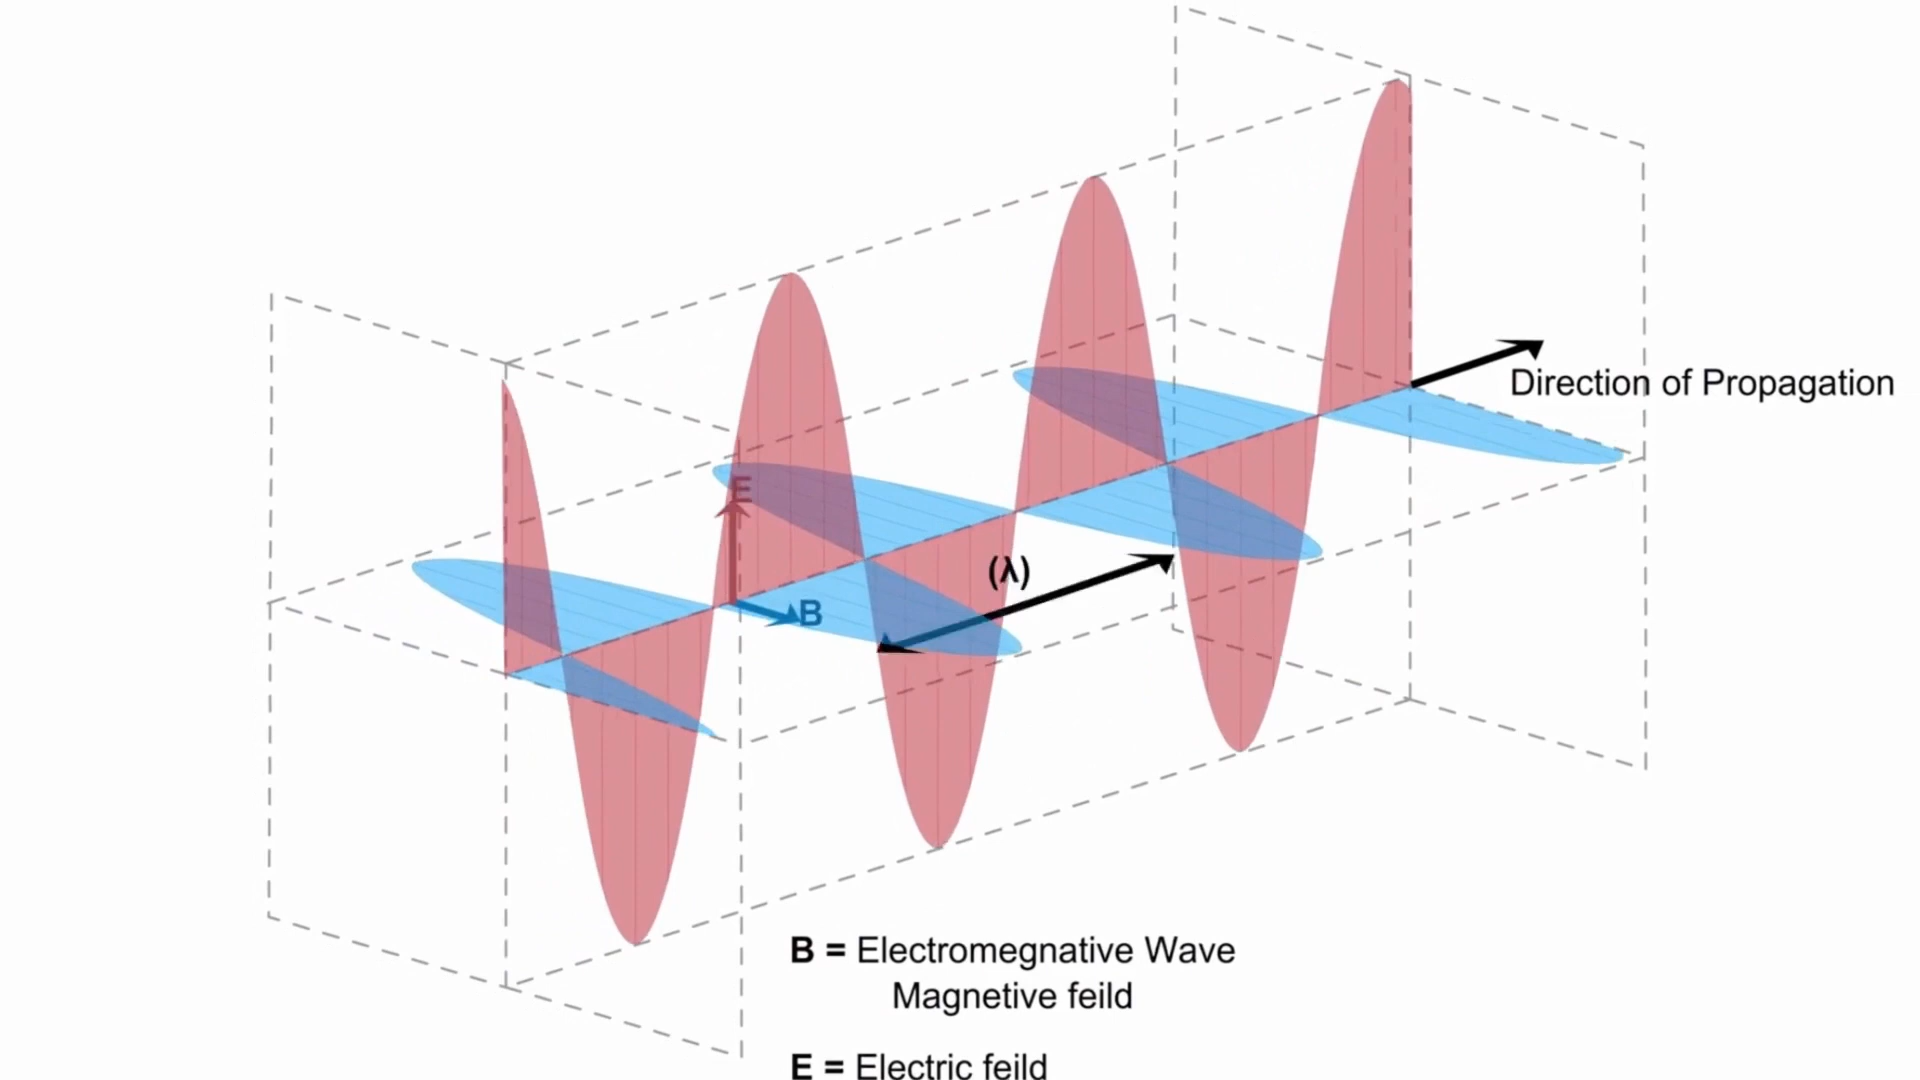 Direction of Propagation
E
(λ)
B
B = Electromegnative Wave
Magnetive feild
E = Electric feild